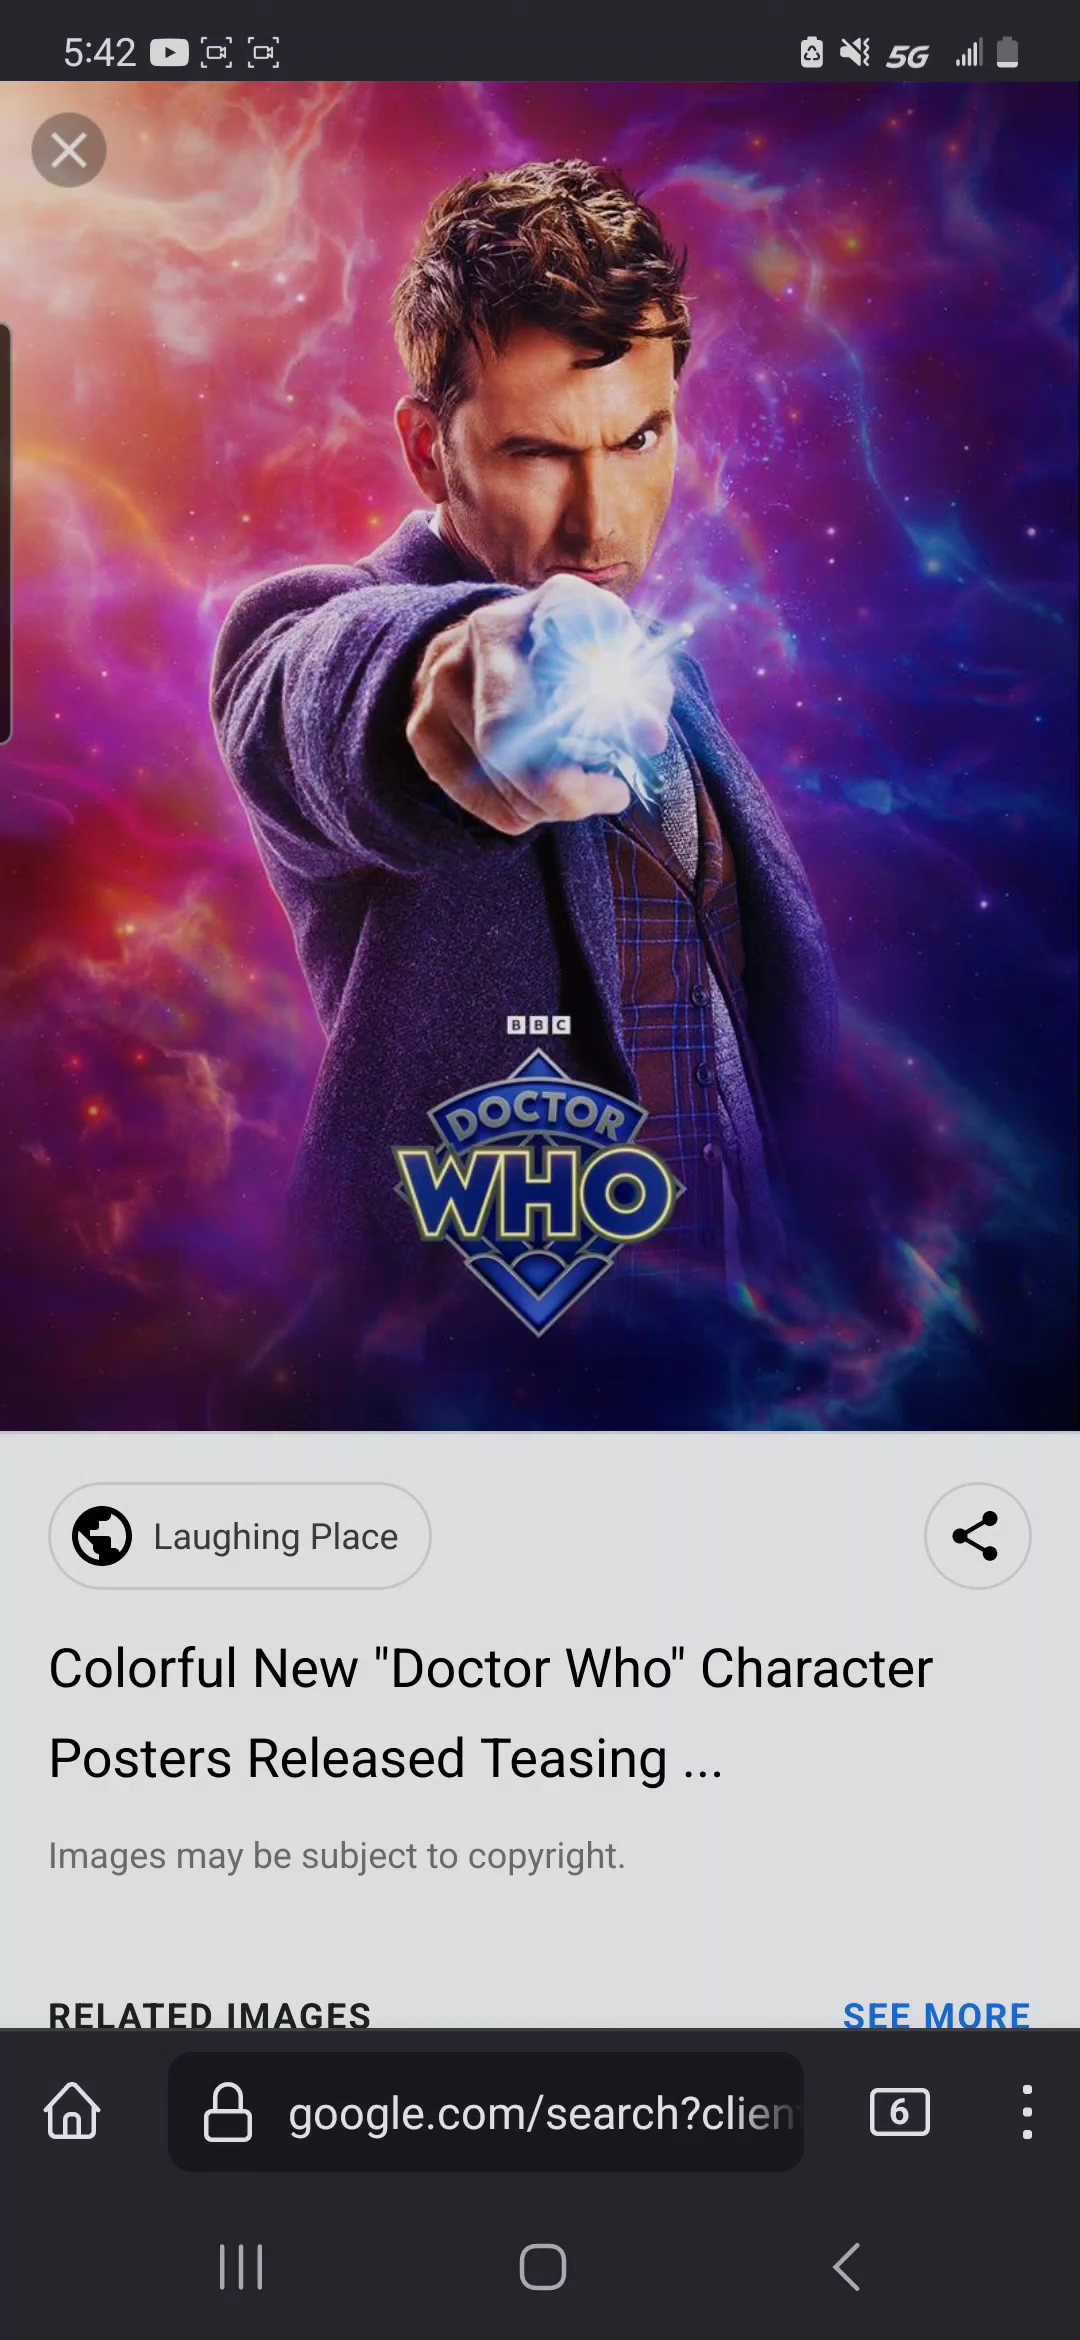 5:42
5G
BBC
DOCTOR
WHO
Laughing Place
Colorful New "Doctor Who" Character
Posters Released Teasing ...
Images may be subject to copyright.
RELATED IMAGES
SEE MORE
google.com/search?clien
6